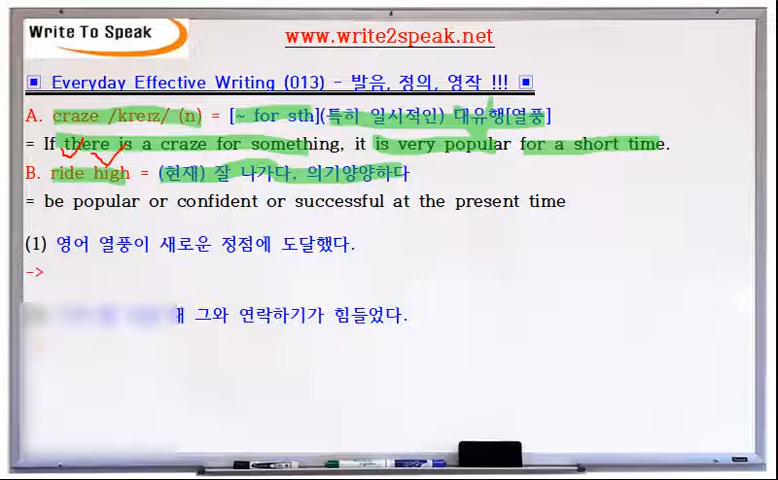 Write To Speak
www.write2speak.net
▣ Everyday Effective Writing (013) - 발음, 정의, 영작 !!! ▣
A. craze /kreɪz/ (n) = [~ for sth](특히 일시적인) 대유행[열풍]
= If there is a craze for something, it is very popular for a short time.
B. ride high = (현재) 잘 나가다, 의기양양하다
= be popular or confident or successful at the present time
(1) 영어 열풍이 새로운 정점에 도달했다.
->
그와 연락하기가 힘들었다.